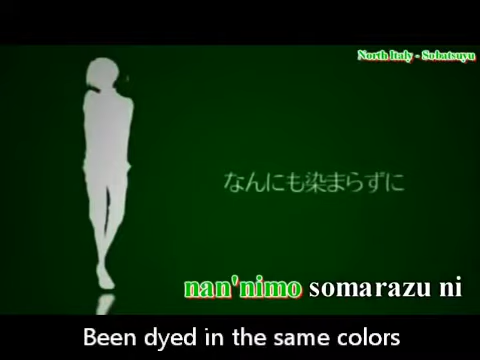 North Italy - Sobatsuyu
なんにも染まらずに
nan'nimo somarazu ni
Been dyed in the same colors